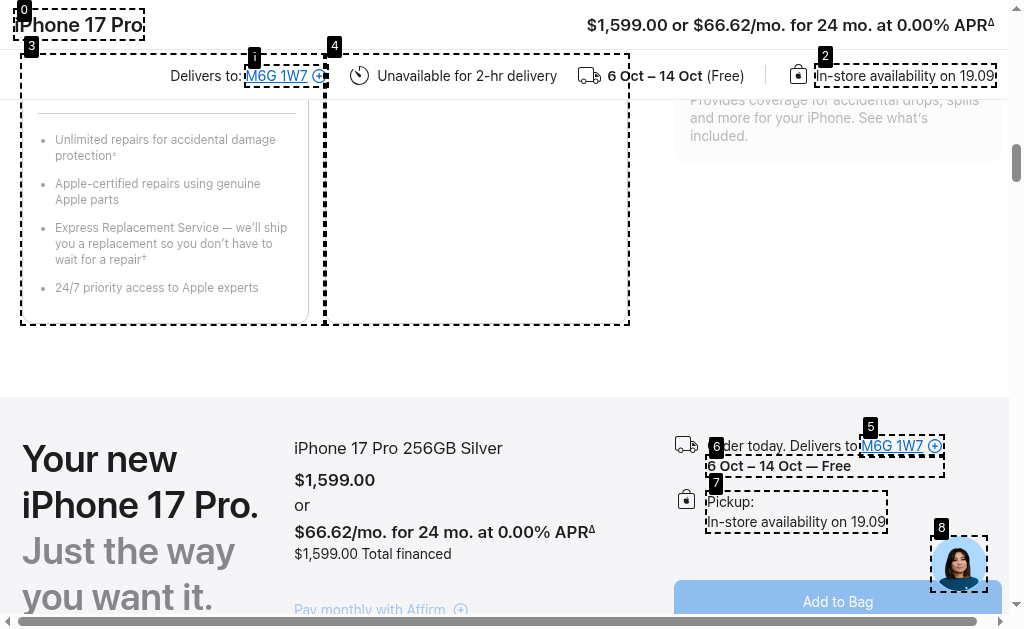 iPhone 17 Pro
$1,599.00 or $66.62/mo. for 24 mo. at 0.00% APRᐃ
Delivers to: M6G 1W7
Unavailable for 2-hr delivery
6 Oct – 14 Oct (Free)
In-store availability on 19.09
0
3
i
4
2
Unlimited repairs for accidental damage
protection±
Apple-certified repairs using genuine
Apple parts
Express Replacement Service — we’ll ship
you a replacement so you don’t have to
wait for a repair†
24/7 priority access to Apple experts
Provides coverage for accidental drops, spills
and more for your iPhone. See what’s
included.
Your new
iPhone 17 Pro.
Just the way
you want it.
iPhone 17 Pro 256GB Silver
$1,599.00
or
$66.62/mo. for 24 mo. at 0.00% APRᐃ
$1,599.00 Total financed
Pay monthly with Affirm
5
6
Order today. Delivers to M6G 1W7
6 Oct – 14 Oct — Free
7
Pickup:
In-store availability on 19.09
8
Add to Bag